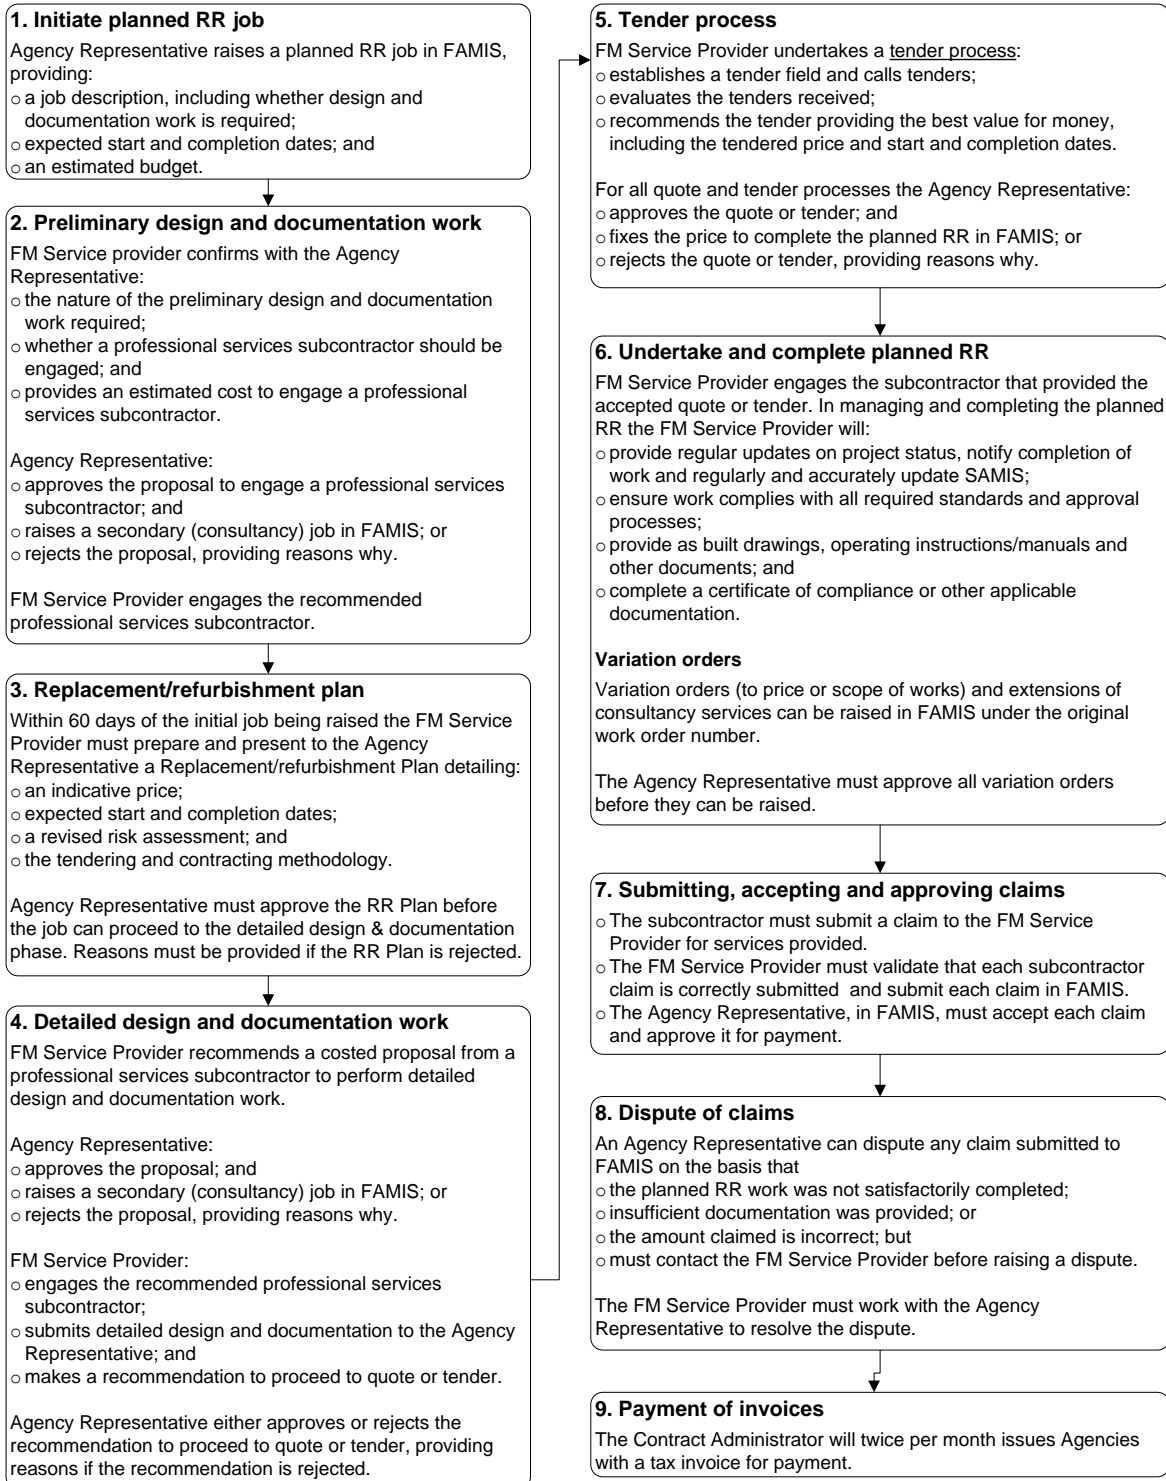 1. Initiate planned RR job
Agency Representative raises a planned RR job in FAMIS,
providing:
o a job description, including whether design and
documentation work is required;
o expected start and completion dates; and
o an estimated budget.
2. Preliminary design and documentation work
FM Service provider confirms with the Agency
Representative:
o the nature of the preliminary design and documentation
work required;
o whether a professional services subcontractor should be
engaged; and
o provides an estimated cost to engage a professional
services subcontractor.
Agency Representative:
o approves the proposal to engage a professional services
subcontractor; and
o raises a secondary (consultancy) job in FAMIS; or
o rejects the proposal, providing reasons why.
FM Service Provider engages the recommended
professional services subcontractor.
3. Replacement/refurbishment plan
Within 60 days of the initial job being raised the FM Service
Provider must prepare and present to the Agency
Representative a Replacement/refurbishment Plan detailing:
o an indicative price;
o expected start and completion dates;
o a revised risk assessment; and
o the tendering and contracting methodology.
Agency Representative must approve the RR Plan before
the job can proceed to the detailed design & documentation
phase. Reasons must be provided if the RR Plan is rejected.
4. Detailed design and documentation work
FM Service Provider recommends a costed proposal from a
professional services subcontractor to perform detailed
design and documentation work.
Agency Representative:
o approves the proposal; and
o raises a secondary (consultancy) job in FAMIS; or
o rejects the proposal, providing reasons why.
FM Service Provider:
o engages the recommended professional services
subcontractor;
o submits detailed design and documentation to the Agency
Representative; and
o makes a recommendation to proceed to quote or tender.
Agency Representative either approves or rejects the
recommendation to proceed to quote or tender, providing
reasons if the recommendation is rejected.
5. Tender process
FM Service Provider undertakes a tender process:
o establishes a tender field and calls tenders;
o evaluates the tenders received;
o recommends the tender providing the best value for money,
including the tendered price and start and completion dates.
For all quote and tender processes the Agency Representative:
o approves the quote or tender; and
o fixes the price to complete the planned RR in FAMIS; or
o rejects the quote or tender, providing reasons why.
6. Undertake and complete planned RR
FM Service Provider engages the subcontractor that provided the
accepted quote or tender. In managing and completing the planned
RR the FM Service Provider will:
o provide regular updates on project status, notify completion of
work and regularly and accurately update SAMIS;
o ensure work complies with all required standards and approval
processes;
o provide as built drawings, operating instructions/manuals and
other documents; and
o complete a certificate of compliance or other applicable
documentation.
Variation orders
Variation orders (to price or scope of works) and extensions of
consultancy services can be raised in FAMIS under the original
work order number.
The Agency Representative must approve all variation orders
before they can be raised.
7. Submitting, accepting and approving claims
o The subcontractor must submit a claim to the FM Service
Provider for services provided.
o The FM Service Provider must validate that each subcontractor
claim is correctly submitted and submit each claim in FAMIS.
o The Agency Representative, in FAMIS, must accept each claim
and approve it for payment.
8. Dispute of claims
An Agency Representative can dispute any claim submitted to
FAMIS on the basis that
o the planned RR work was not satisfactorily completed;
o insufficient documentation was provided; or
o the amount claimed is incorrect; but
o must contact the FM Service Provider before raising a dispute.
The FM Service Provider must work with the Agency
Representative to resolve the dispute.
9. Payment of invoices
The Contract Administrator will twice per month issues Agencies
with a tax invoice for payment.